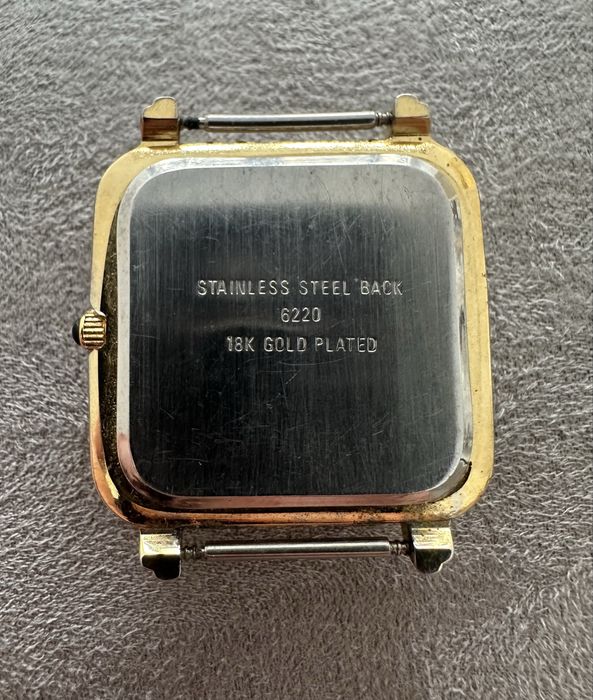 STAINLESS STEEL BACK
6220
18K GOLD PLATED